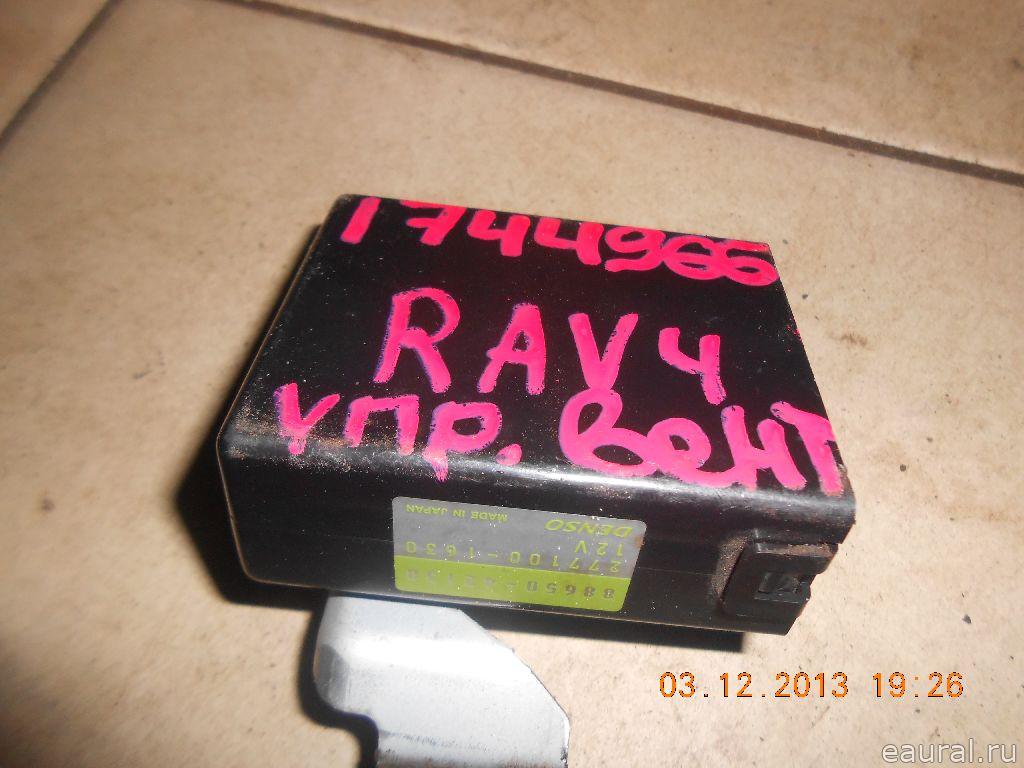 1744966
RAV4
упр. вент
MADE IN JAPAN
DENSO
12V
277100-1630
03.12.2013 19:26
eaural.ru